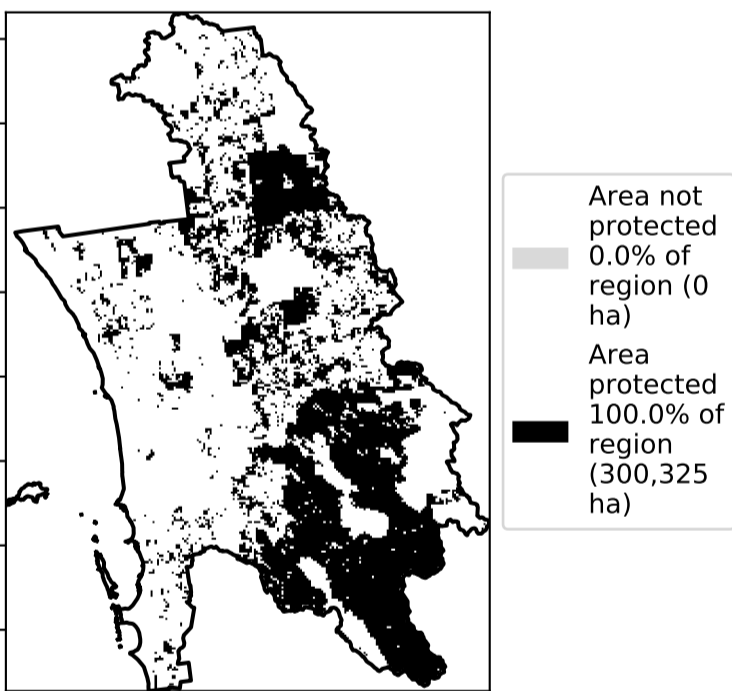 Area not
protected
0.0% of
region (0
ha)
Area
protected
100.0% of
region
(300,325
ha)